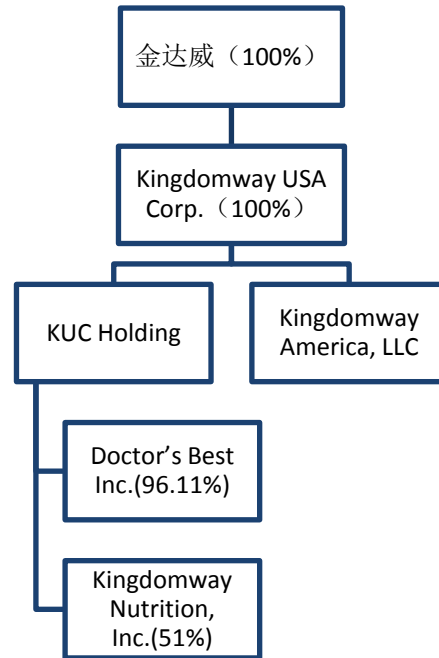 金达威（100%）
Kingdomway USA
Corp.（100%）
KUC Holding
Kingdomway
America, LLC
Doctor’s Best
Inc.(96.11%)
Kingdomway
Nutrition,
Inc.(51%)